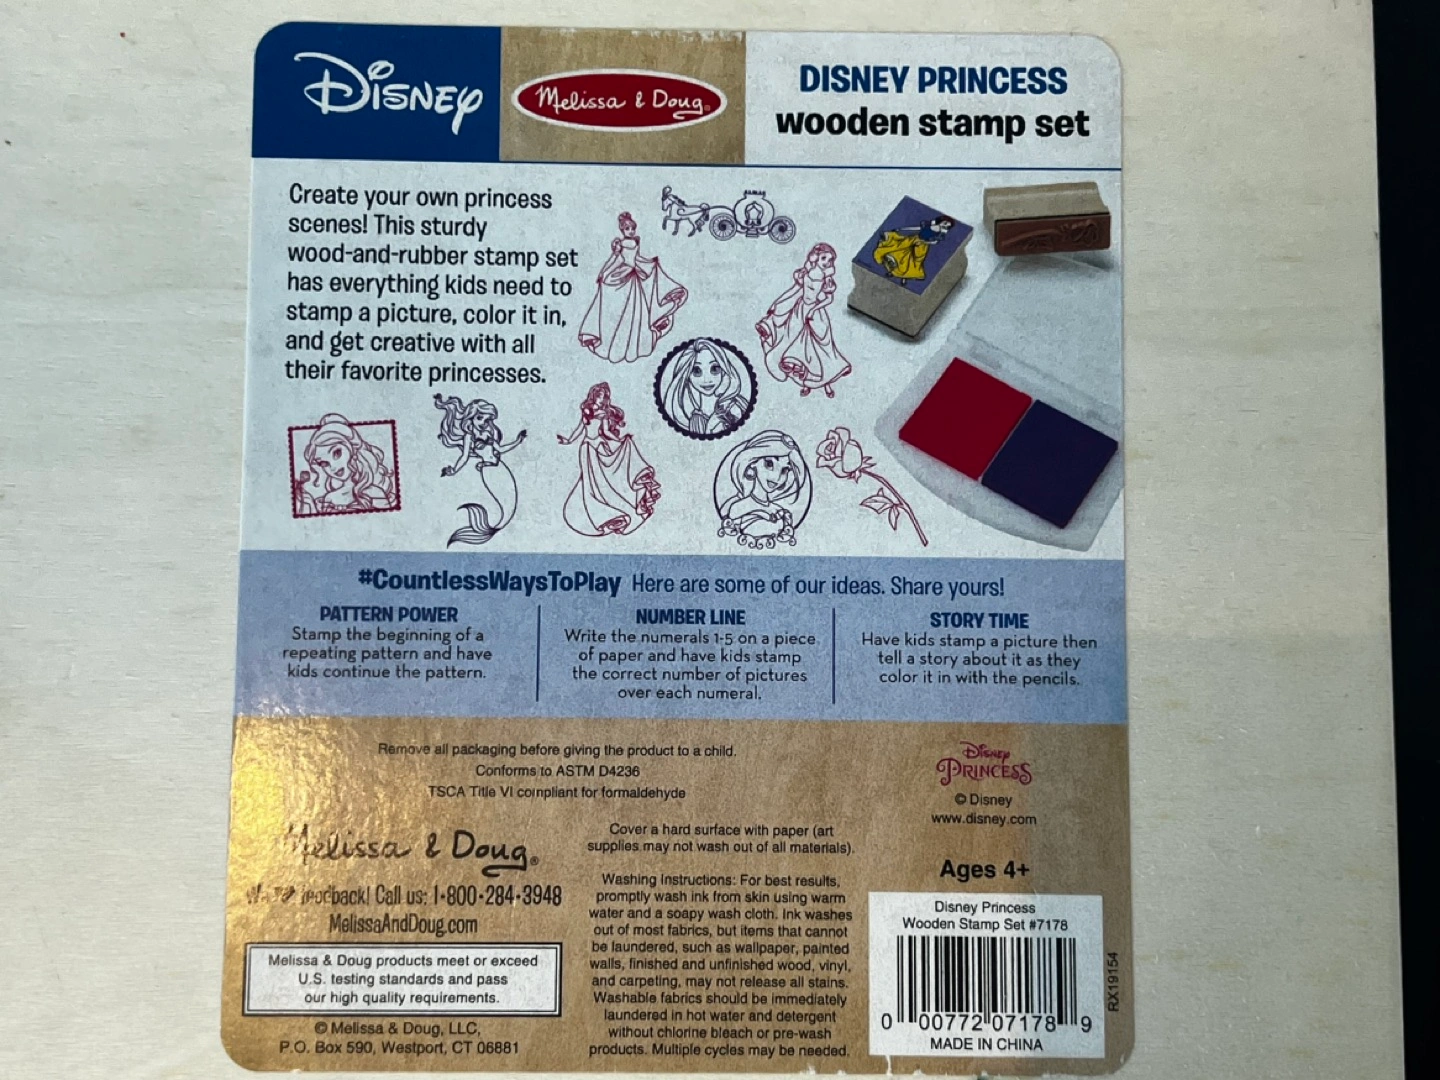 Disney
Melissa & Doug®
DISNEY PRINCESS
wooden stamp set
Create your own princess
scenes! This sturdy
wood-and-rubber stamp set
has everything kids need to
stamp a picture, color it in,
and get creative with all
their favorite princesses.
#CountlessWaysToPlay Here are some of our ideas. Share yours!
PATTERN POWER
Stamp the beginning of a
repeating pattern and have
kids continue the pattern.
NUMBER LINE
Write the numerals 1-5 on a piece
of paper and have kids stamp
the correct number of pictures
over each numeral.
STORY TIME
Have kids stamp a picture then
tell a story about it as they
color it in with the pencils.
Remove all packaging before giving the product to a child.
Conforms to ASTM D4236
TSCA Title VI compliant for formaldehyde
Melissa & Doug®
feedback! Call us: 1-800-284-3948
MelissaAndDoug.com
Melissa & Doug products meet or exceed
U.S. testing standards and pass
our high quality requirements.
© Melissa & Doug, LLC,
P.O. Box 590, Westport, CT 06881
Cover a hard surface with paper (art
supplies may not wash out of all materials).
Washing Instructions: For best results,
promptly wash ink from skin using warm
water and a soapy wash cloth. Ink washes
out of most fabrics, but items that cannot
be laundered, such as wallpaper, painted
walls, finished and unfinished wood, vinyl,
and carpeting, may not release all stains.
Washable fabrics should be immediately
laundered in hot water and detergent
without chlorine bleach or pre-wash
products. Multiple cycles may be needed.
Disney
PRINCESS
© Disney
www.disney.com
Ages 4+
Disney Princess
Wooden Stamp Set #7178
0 00772 07178 9
MADE IN CHINA
RX19154